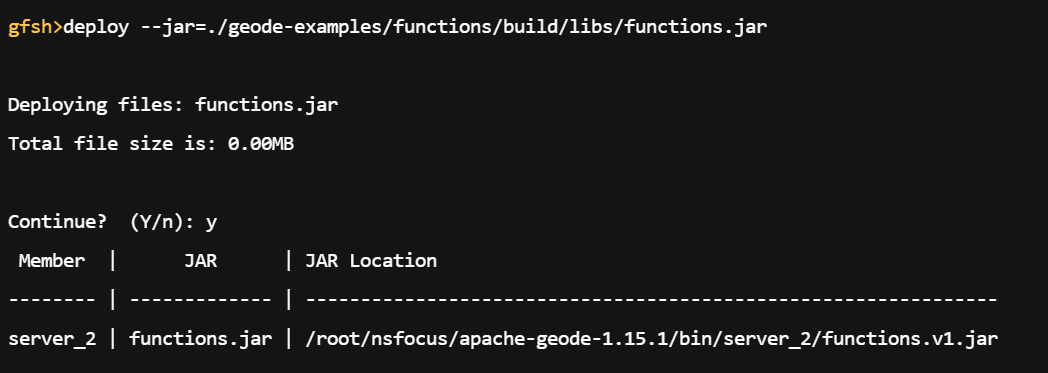 gfsh>deploy --jar=./geode-examples/functions/build/libs/functions.jar
Deploying files: functions.jar
Total file size is: 0.00MB
Continue?  (Y/n): y
 Member  |      JAR      | JAR Location
-------- | ------------- | ---------------------------------------------------------------
server_2 | functions.jar | /root/nsfocus/apache-geode-1.15.1/bin/server_2/functions.v1.jar